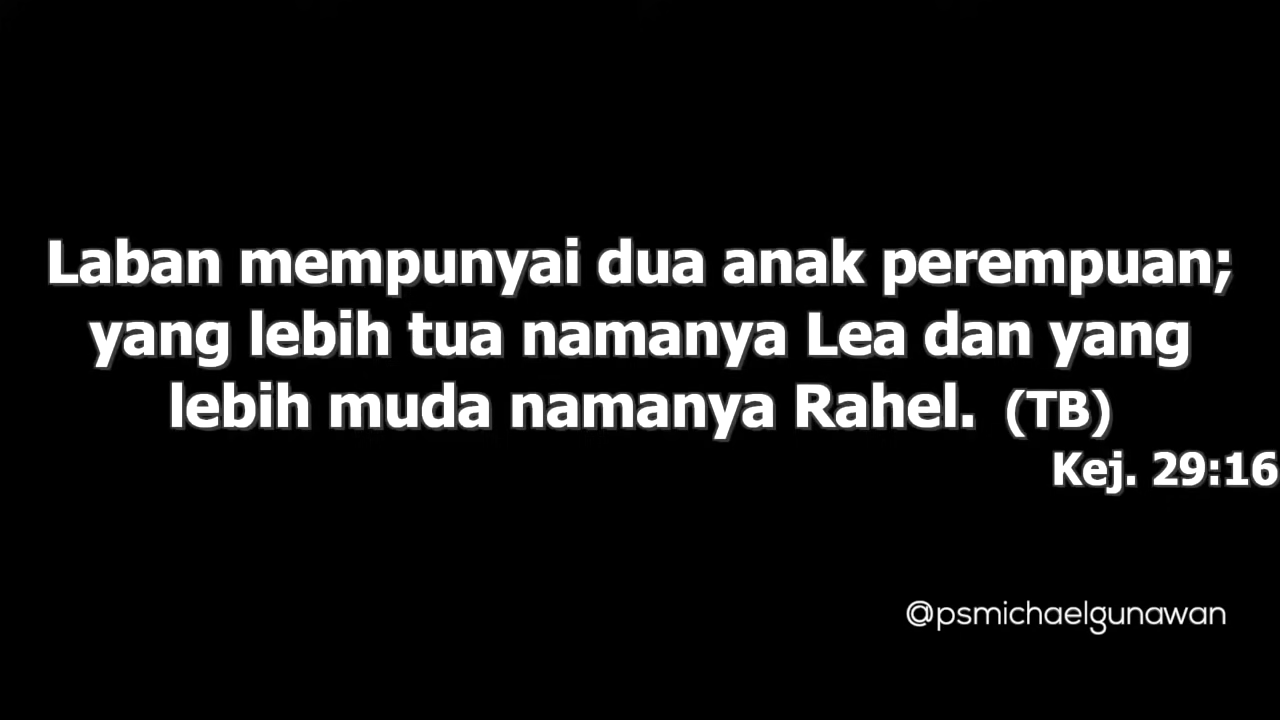 Laban mempunyai dua anak perempuan;
yang lebih tua namanya Lea dan yang
lebih muda namanya Rahel. (TB)
Kej. 29:16
@psmichaelgunawan